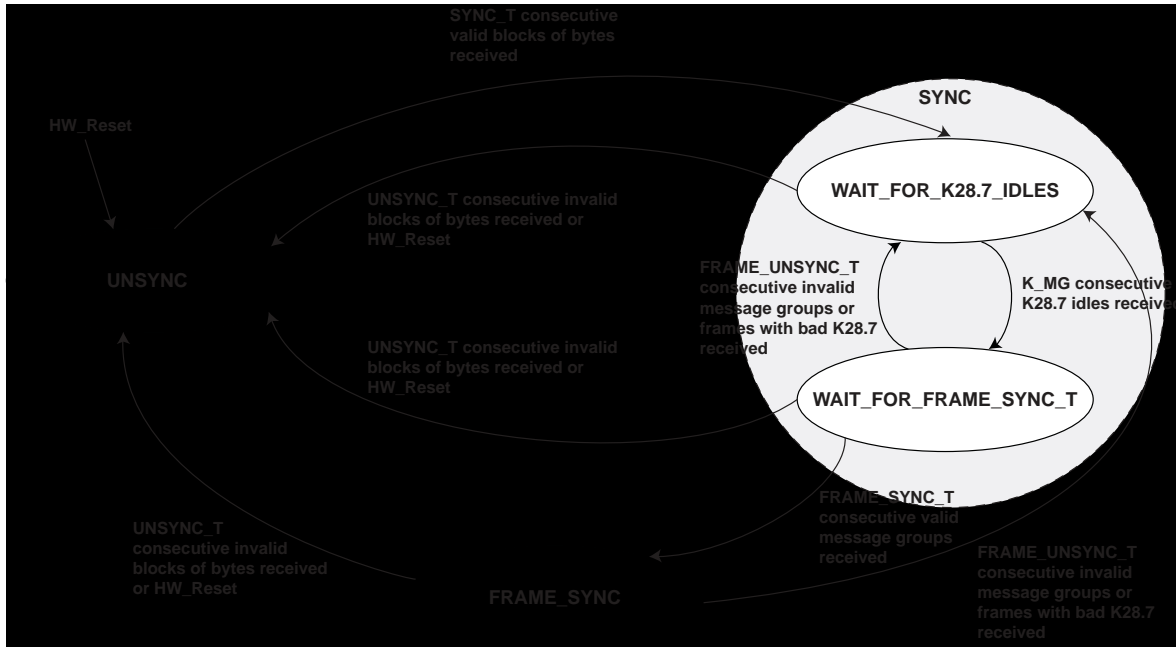 SYNC_T consecutive
valid blocks of bytes
received
SYNC
HW_Reset
WAIT_FOR_K28.7_IDLES
UNSYNC_T consecutive invalid
blocks of bytes received or
HW_Reset
UNSYNC
FRAME_UNSYNC_T
consecutive invalid
message groups or
frames with bad K28.7
received
K_MG consecutive
K28.7 idles received
UNSYNC_T consecutive invalid
blocks of bytes received or
HW_Reset
WAIT_FOR_FRAME_SYNC_T
FRAME_SYNC_T
consecutive valid
message groups
received
UNSYNC_T
consecutive invalid
blocks of bytes received
or HW_Reset
FRAME_SYNC
FRAME_UNSYNC_T
consecutive invalid
message groups or
frames with bad K28.7
received